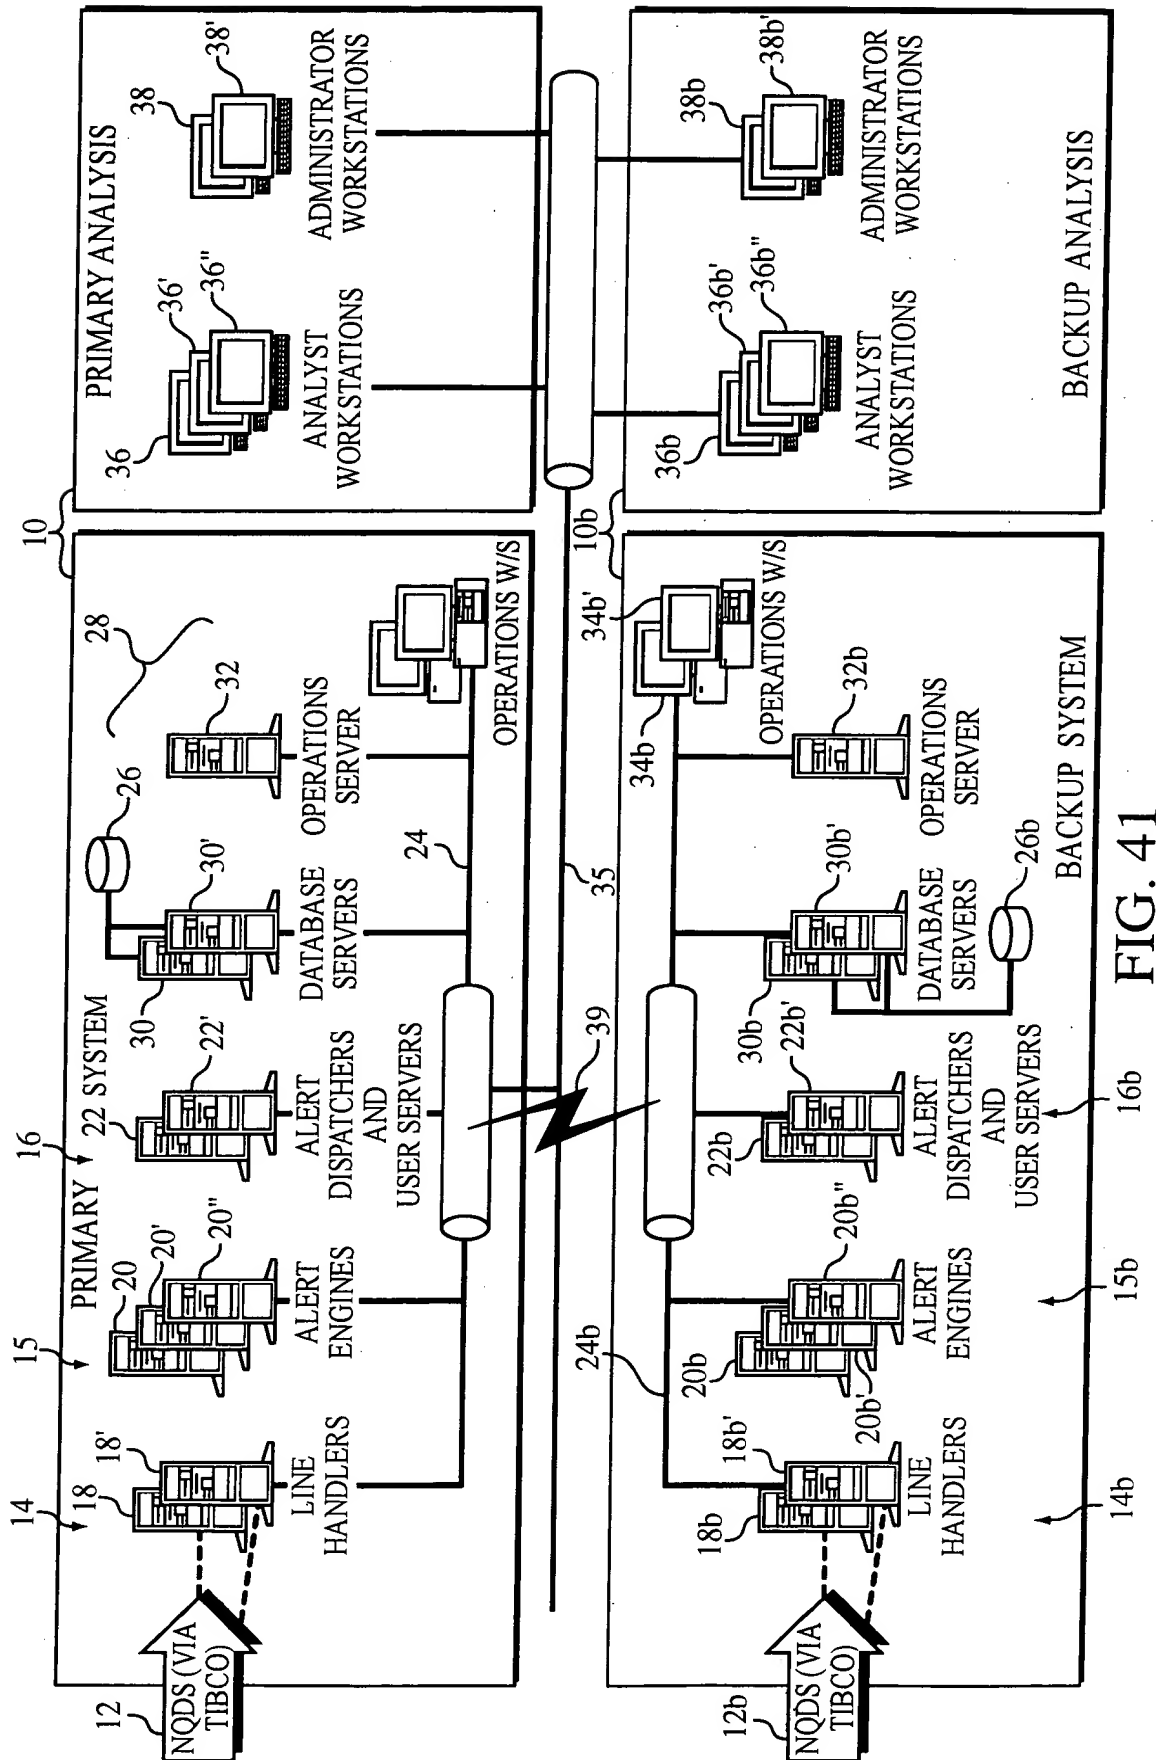 10
PRIMARY ANALYSIS
38
38'
ADMINISTRATOR
WORKSTATIONS
36
36'
36"
ANALYST
WORKSTATIONS
PRIMARY SYSTEM
14
15
16
28
12
NQDS (VIA
TIBCO)
18
18'
LINE
HANDLERS
20
20'
20"
ALERT
ENGINES
22
22'
ALERT
DISPATCHERS
AND
USER SERVERS
30
30'
26
DATABASE
SERVERS
32
OPERATIONS
SERVER
24
OPERATIONS W/S
35
39
10b
38b
38b'
ADMINISTRATOR
WORKSTATIONS
36b
36b'
36b"
ANALYST
WORKSTATIONS
BACKUP ANALYSIS
12b
NQDS (VIA
TIBCO)
24b
18b
18b'
LINE
HANDLERS
14b
20b
20b'
20b"
ALERT
ENGINES
15b
22b
22b'
ALERT
DISPATCHERS
AND
USER SERVERS
16b
30b
30b'
DATABASE
SERVERS
26b
32b
OPERATIONS
SERVER
34b
34b'
OPERATIONS W/S
BACKUP SYSTEM
FIG. 41